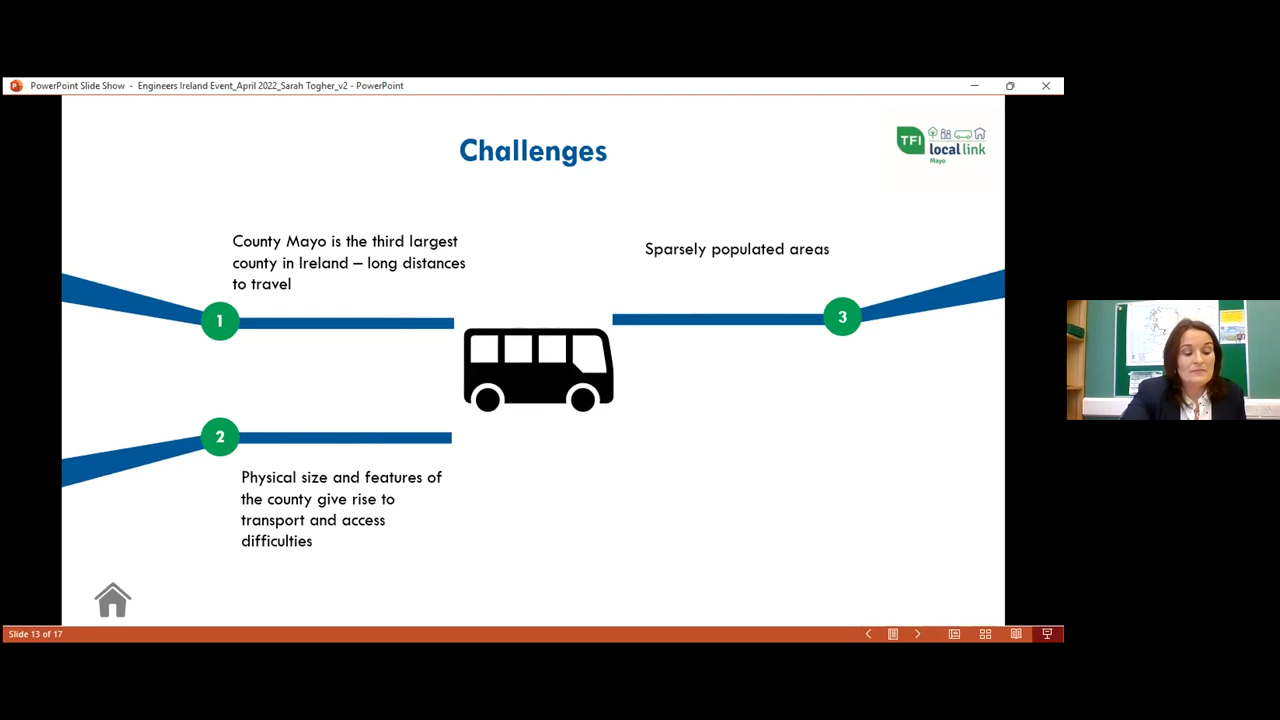 PowerPoint Slide Show - Engineers Ireland Event_April 2022_Sarah Togher_v2 - PowerPoint
Challenges
TFI
local link
Mayo
County Mayo is the third largest
county in Ireland – long distances
to travel
1
Sparsely populated areas
3
2
Physical size and features of
the county give rise to
transport and access
difficulties
Slide 13 of 17